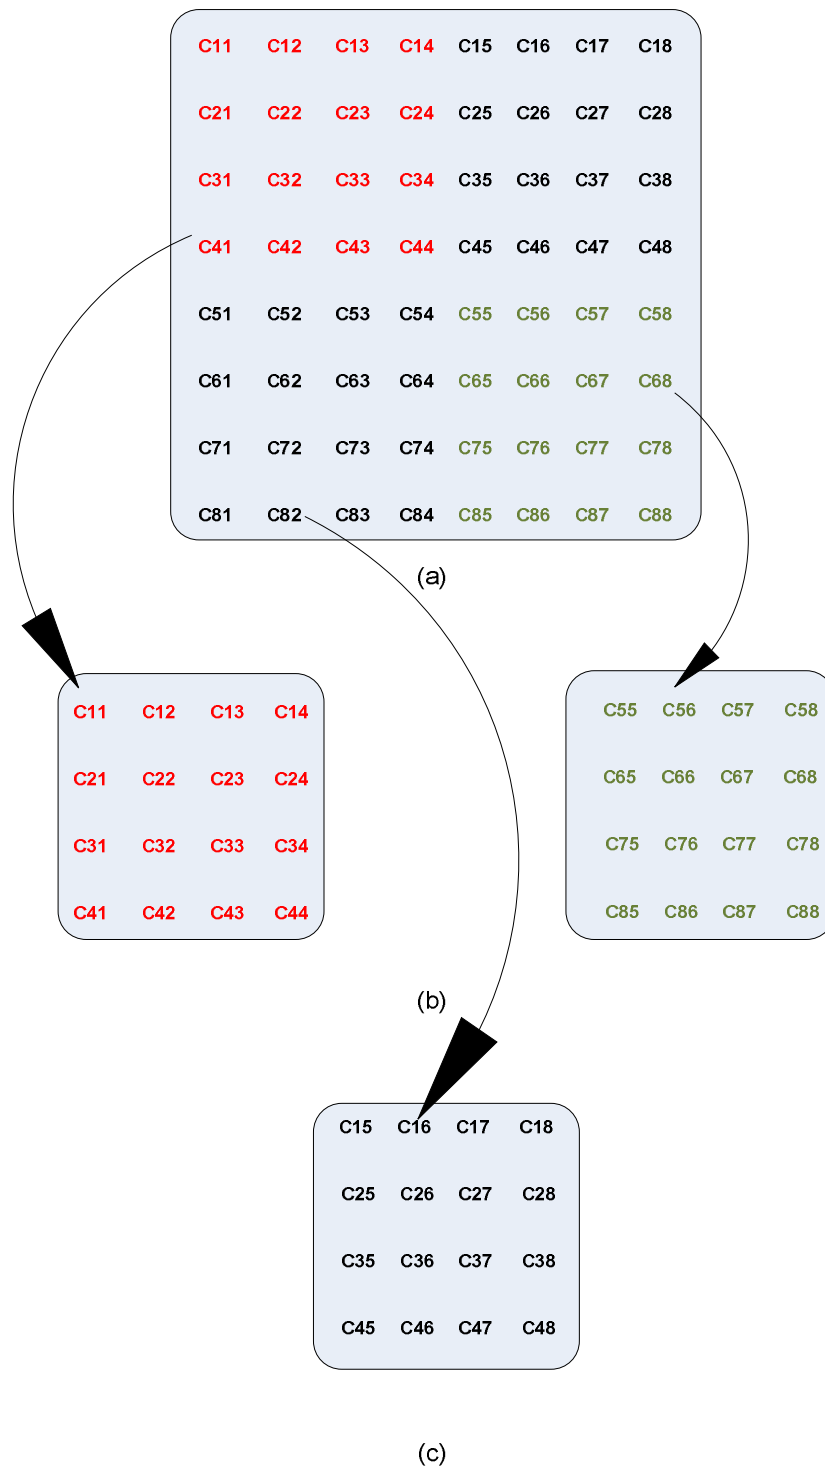 C11 C12 C13 C14 C15 C16 C17 C18
C21 C22 C23 C24 C25 C26 C27 C28
C31 C32 C33 C34 C35 C36 C37 C38
C41 C42 C43 C44 C45 C46 C47 C48
C51 C52 C53 C54 C55 C56 C57 C58
C61 C62 C63 C64 C65 C66 C67 C68
C71 C72 C73 C74 C75 C76 C77 C78
C81 C82 C83 C84 C85 C86 C87 C88
(a)
C11 C12 C13 C14
C21 C22 C23 C24
C31 C32 C33 C34
C41 C42 C43 C44
C55 C56 C57 C58
C65 C66 C67 C68
C75 C76 C77 C78
C85 C86 C87 C88
(b)
C15 C16 C17 C18
C25 C26 C27 C28
C35 C36 C37 C38
C45 C46 C47 C48
(c)